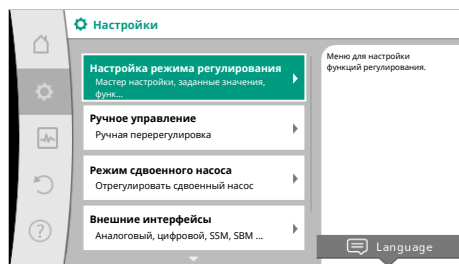 Настройки
Настройка режима регулирования
Мастер настройки, заданные значения,
функ...
Ручное управление
Ручная перерегулировка
Режим сдвоенного насоса
Отрегулировать сдвоенный насос
Внешние интерфейсы
Аналоговый, цифровой, SSM, SBM ...
Меню для настройки
функций регулирования.
Language